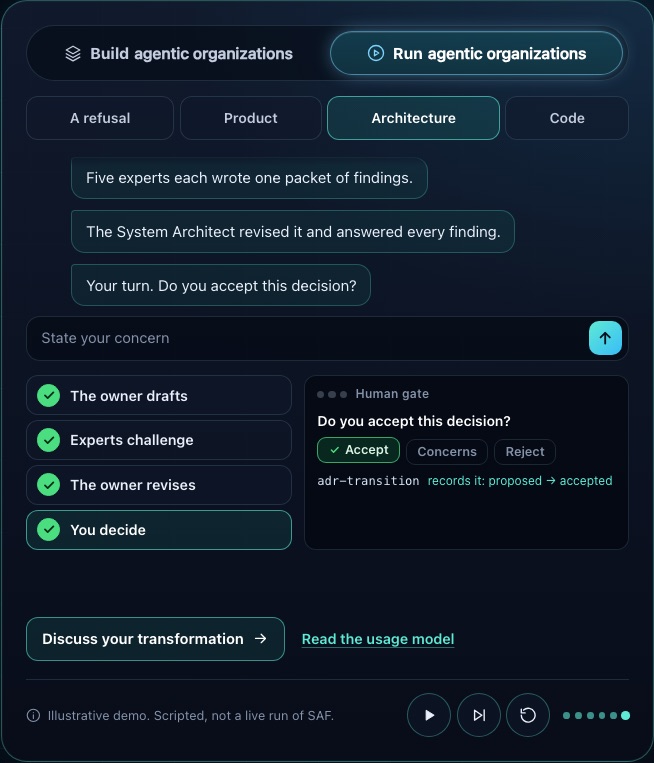 Build agentic organizations
Run agentic organizations
A refusal
Product
Architecture
Code
Five experts each wrote one packet of findings.
The System Architect revised it and answered every finding.
Your turn. Do you accept this decision?
State your concern
The owner drafts
Experts challenge
The owner revises
You decide
Human gate
Do you accept this decision?
Accept
Concerns
Reject
adr-transition records it: proposed → accepted
Discuss your transformation →
Read the usage model
Illustrative demo. Scripted, not a live run of SAF.